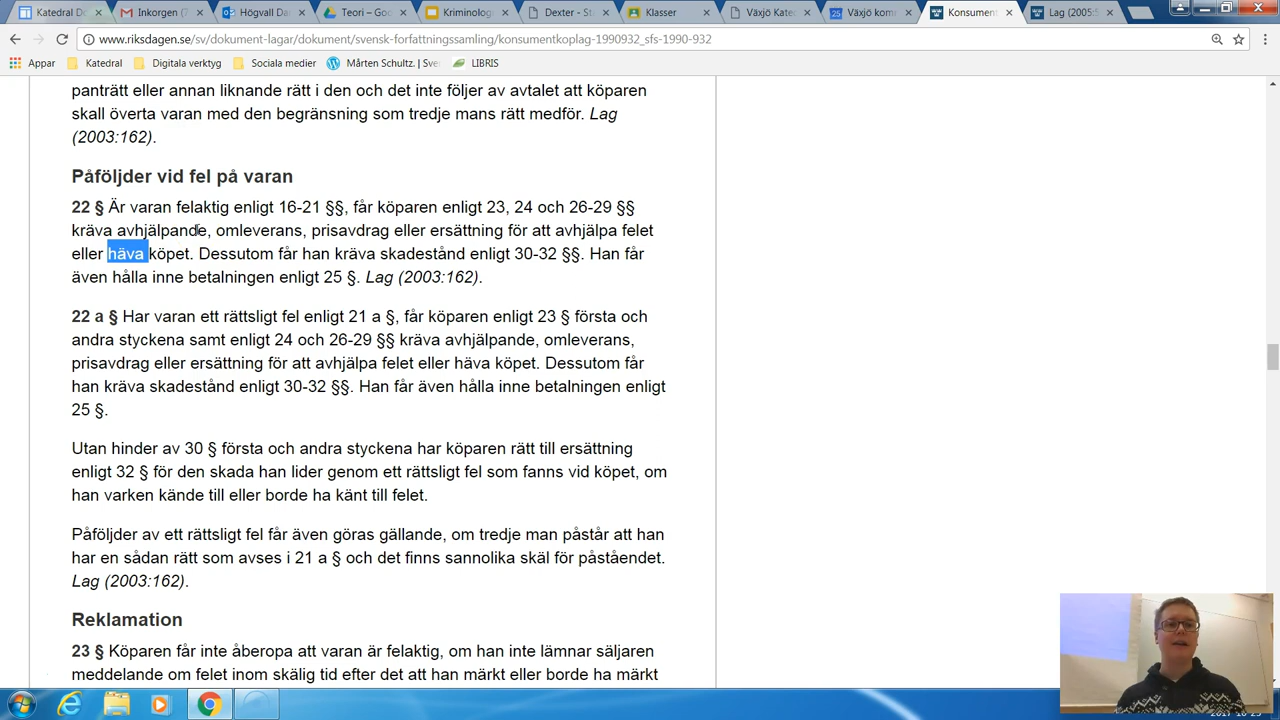 Katedral Do
Inkorgen (7
Högvall Da
Teori – Goo
Kriminolog
Dexter - St
Klasser
Växjö Kate
Växjö kom
Konsument
Lag (2005:5
www.riksdagen.se/sv/dokument-lagar/dokument/svensk-forfattningssamling/konsumentkoplag-1990932_sfs-1990-932
Appar
Katedral
Digitala verktyg
Sociala medier
Mårten Schultz. | Sve
LIBRIS
panträtt eller annan liknande rätt i den och det inte följer av avtalet att köparen
skall överta varan med den begränsning som tredje mans rätt medför. Lag
(2003:162).
Påföljder vid fel på varan
22 § Är varan felaktig enligt 16-21 §§, får köparen enligt 23, 24 och 26-29 §§
kräva avhjälpande, omleverans, prisavdrag eller ersättning för att avhjälpa felet
eller häva köpet. Dessutom får han kräva skadestånd enligt 30-32 §§. Han får
även hålla inne betalningen enligt 25 §. Lag (2003:162).
22 a § Har varan ett rättsligt fel enligt 21 a §, får köparen enligt 23 § första och
andra styckena samt enligt 24 och 26-29 §§ kräva avhjälpande, omleverans,
prisavdrag eller ersättning för att avhjälpa felet eller häva köpet. Dessutom får
han kräva skadestånd enligt 30-32 §§. Han får även hålla inne betalningen enligt
25 §.
Utan hinder av 30 § första och andra styckena har köparen rätt till ersättning
enligt 32 § för den skada han lider genom ett rättsligt fel som fanns vid köpet, om
han varken kände till eller borde ha känt till felet.
Påföljder av ett rättsligt fel får även göras gällande, om tredje man påstår att han
har en sådan rätt som avses i 21 a § och det finns sannolika skäl för påståendet.
Lag (2003:162).
Reklamation
23 § Köparen får inte åberopa att varan är felaktig, om han inte lämnar säljaren
meddelande om felet inom skälig tid efter det att han märkt eller borde ha märkt